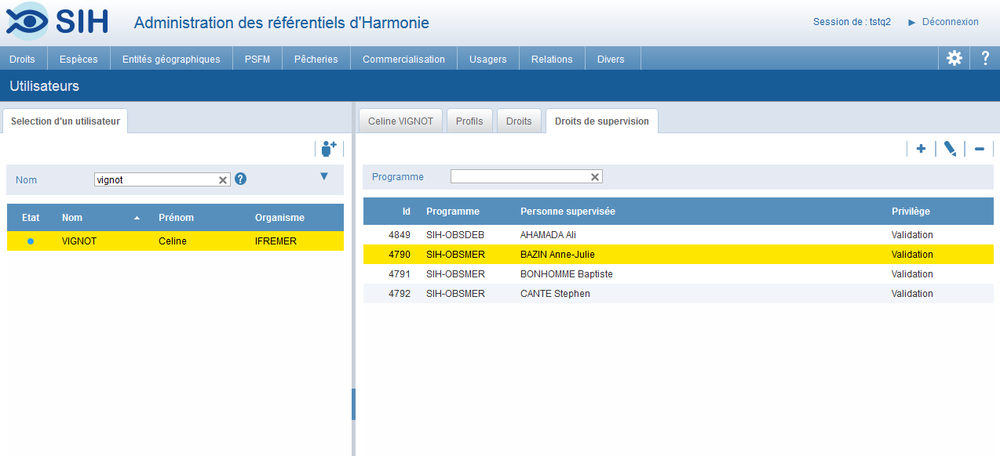 SIH
Administration des référentiels d'Harmonie
Session de : tstq2 Déconnexion
Droits Espèces Entités géographiques PSFM Pêcheries Commercialisation Usagers Relations Divers ?
Utilisateurs
Selection d'un utilisateur
Celine VIGNOT Profils Droits Droits de supervision
Nom vignot ?
Programme
Etat Nom Prénom Organisme
VIGNOT Celine IFREMER
Id Programme Personne supervisée Privilège
4849 SIH-OBSDEB AHAMADA Ali Validation
4790 SIH-OBSMER BAZIN Anne-Julie Validation
4791 SIH-OBSMER BONHOMME Baptiste Validation
4792 SIH-OBSMER CANTE Stephen Validation